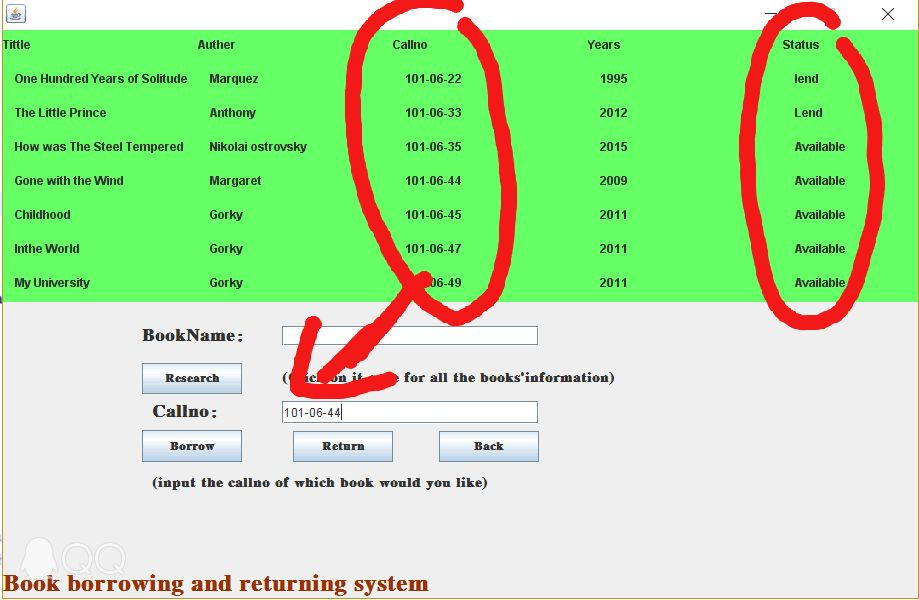 Tittle Auther Callno Years Status
One Hundred Years of Solitude Marquez 101-06-22 1995 lend
The Little Prince Anthony 101-06-33 2012 Lend
How was The Steel Tempered Nikolai ostrovsky 101-06-35 2015 Available
Gone with the Wind Margaret 101-06-44 2009 Available
Childhood Gorky 101-06-45 2011 Available
Inthe World Gorky 101-06-47 2011 Available
My University Gorky 06-49 2011 Available
BookName:
Research (Click on it for all the books'information)
Callno: 101-06-44
Borrow Return Back
(input the callno of which book would you like)
QQ
Book borrowing and returning system